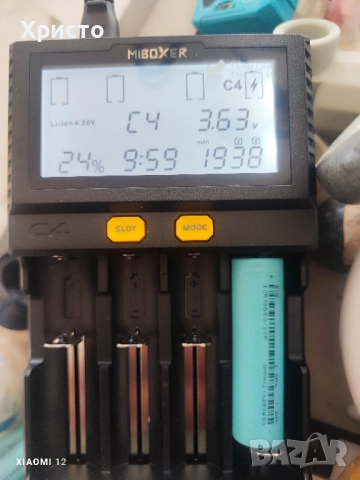 Христо
MIBOXER
C4
Li-ion4.20V C4 3.63v
mAh
24% 9:59 1938
C4
SLOT MODE
XIAOMI 12
BAZAR